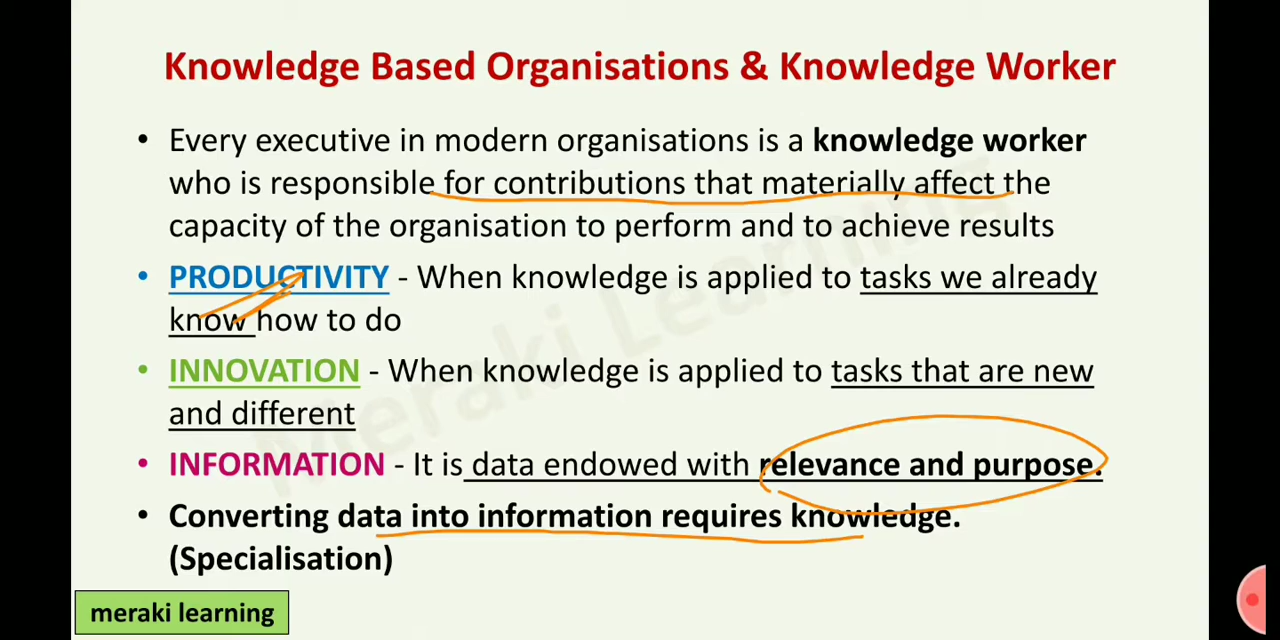 Knowledge Based Organisations & Knowledge Worker
• Every executive in modern organisations is a knowledge worker
who is responsible for contributions that materially affect the
capacity of the organisation to perform and to achieve results
• PRODUCTIVITY - When knowledge is applied to tasks we already
know how to do
• INNOVATION - When knowledge is applied to tasks that are new
and different
• INFORMATION - It is data endowed with relevance and purpose.
• Converting data into information requires knowledge.
(Specialisation)
meraki learning
Meraki Learning